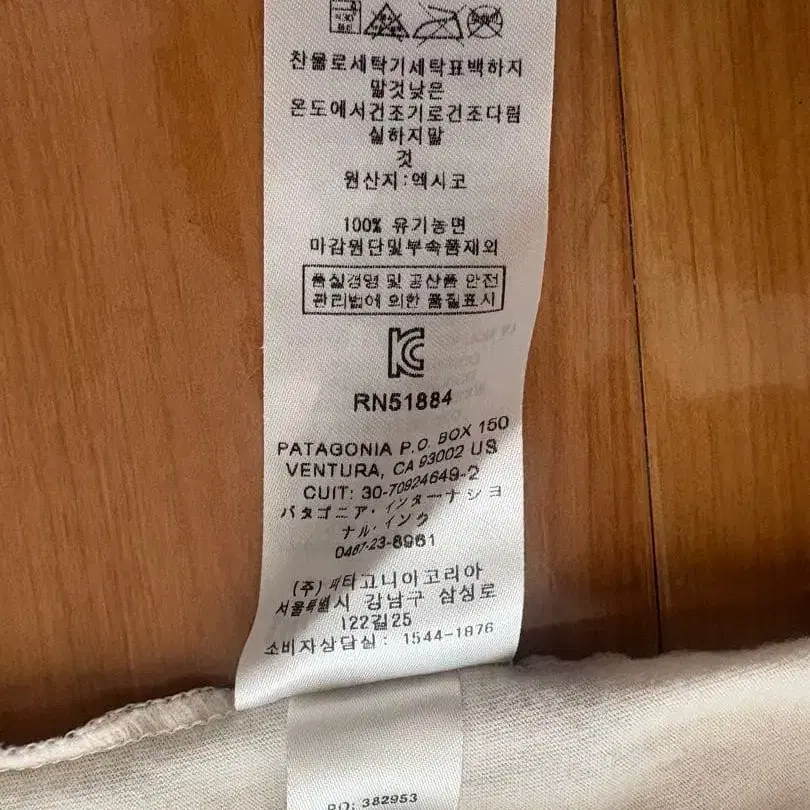 찬물로세탁기세탁표백하지
말것낮은
온도에서건조기로건조다림
질하지말
것
원산지:멕시코
100% 유기농면
마감원단및부속품제외
품질경영 및 공산품 안전
관리법에 의한 품질표시
RN51884
PATAGONIA P.O. BOX 150
VENTURA, CA 93002 US
CUIT: 30-70924649-2
パタゴニア・インターナショ
ナル・インク
0467-23-8961
(주) 파타고니아코리아
서울특별시 강남구 삼성로
122길25
소비자상담실: 1544-1876
PO: 382953